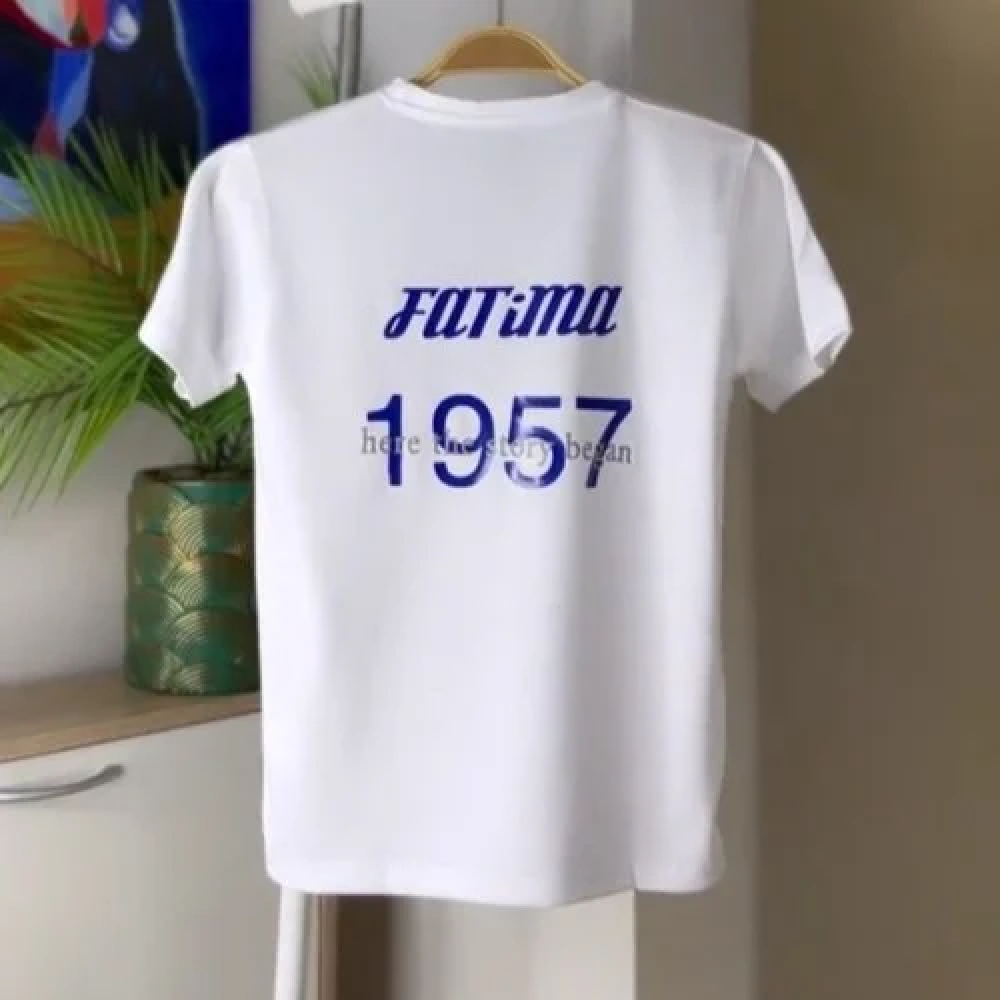 FATiMA
1957
here the story began